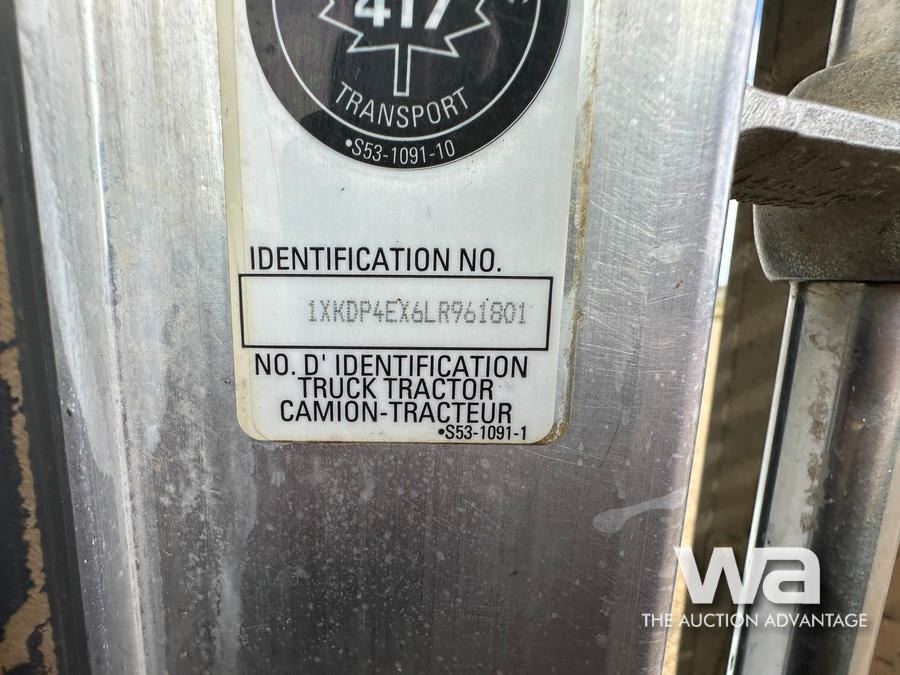 417
TRANSPORT
•S53-1091-10
IDENTIFICATION NO.
1XKDP4EX6LR961801
NO. D' IDENTIFICATION
TRUCK TRACTOR
CAMION-TRACTEUR
•S53-1091-1
wa
THE AUCTION ADVANTAGE